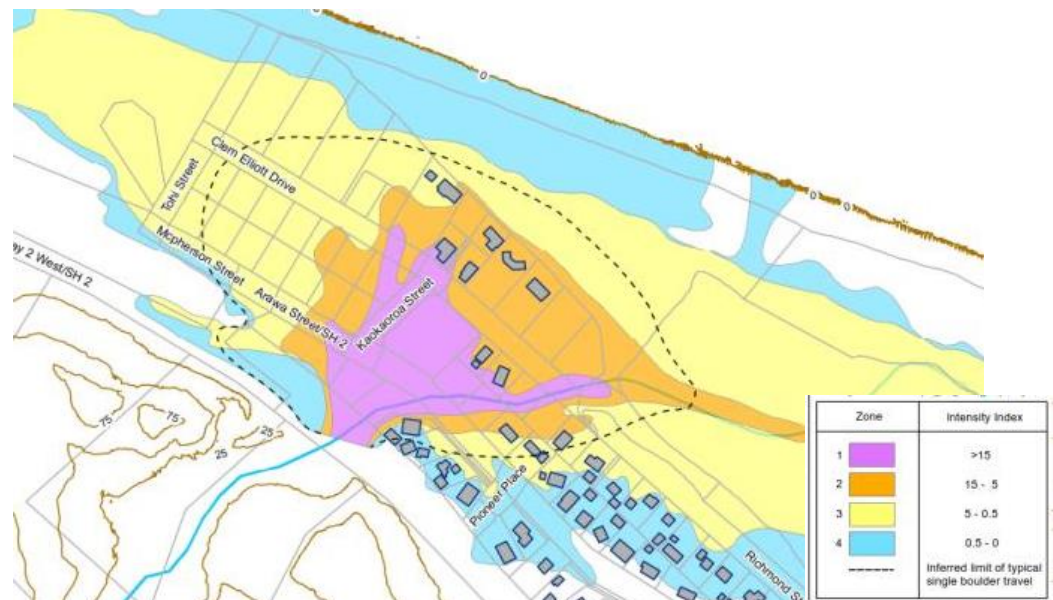 0
0
0
0
Clem Elliott Drive
Tohi Street
Mcpherson Street
ay 2 West/SH 2
Arawa Street/SH 2
Kaokaoroa Street
75
75
25
25
Pioneer Place
Richmond S
Zone Intensity Index
1 >15
2 15 - 5
3 5 - 0.5
4 0.5 - 0
Inferred limit of typical
single boulder travel